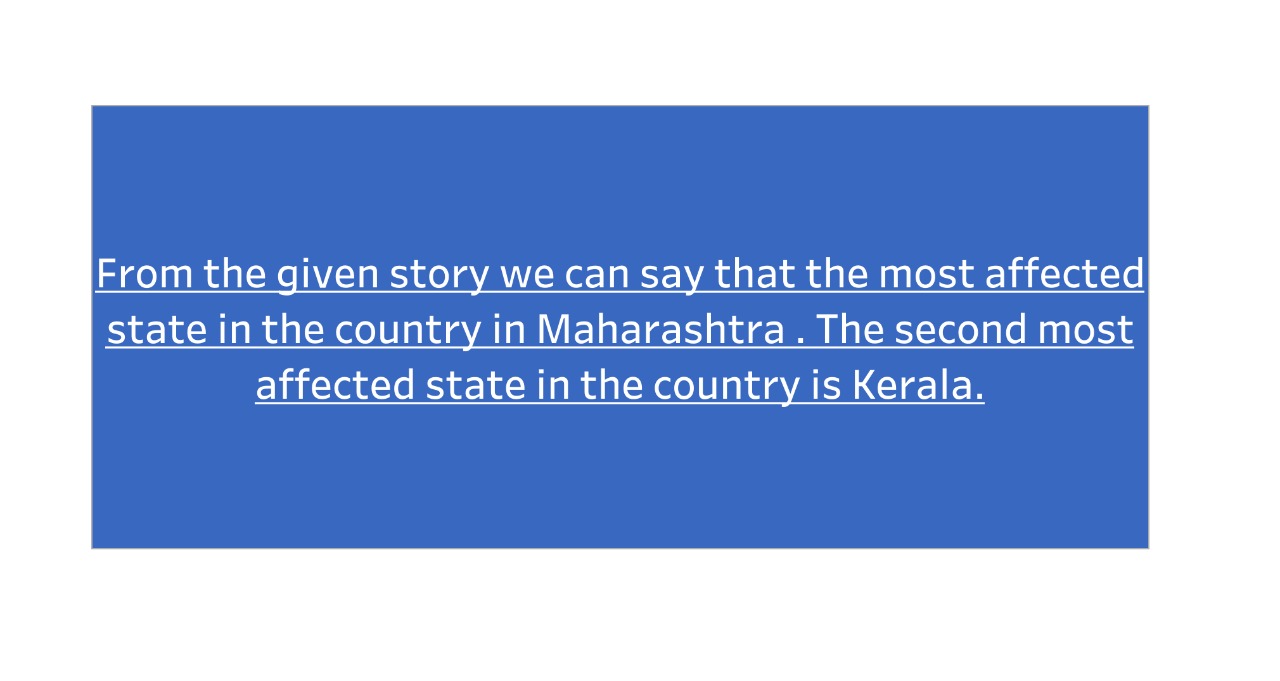 From the given story we can say that the most affected
state in the country in Maharashtra . The second most
affected state in the country is Kerala.